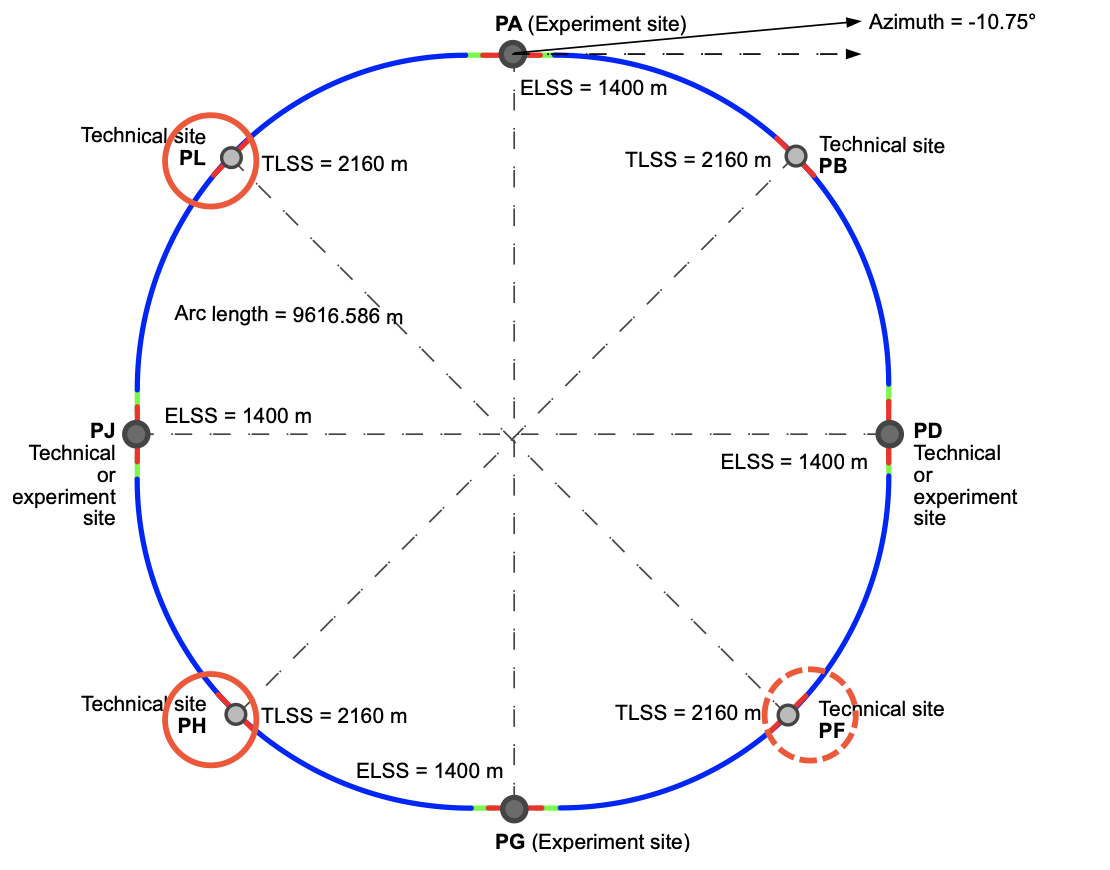 PA (Experiment site)
Azimuth = -10.75°
ELSS = 1400 m
Technical site
PL
TLSS = 2160 m
TLSS = 2160 m
Technical site
PB
Arc length = 9616.586 m
PJ
Technical
or
experiment
site
ELSS = 1400 m
ELSS = 1400 m
PD
Technical
or
experiment
site
Technical site
PH
TLSS = 2160 m
TLSS = 2160 m
Technical site
PF
ELSS = 1400 m
PG (Experiment site)